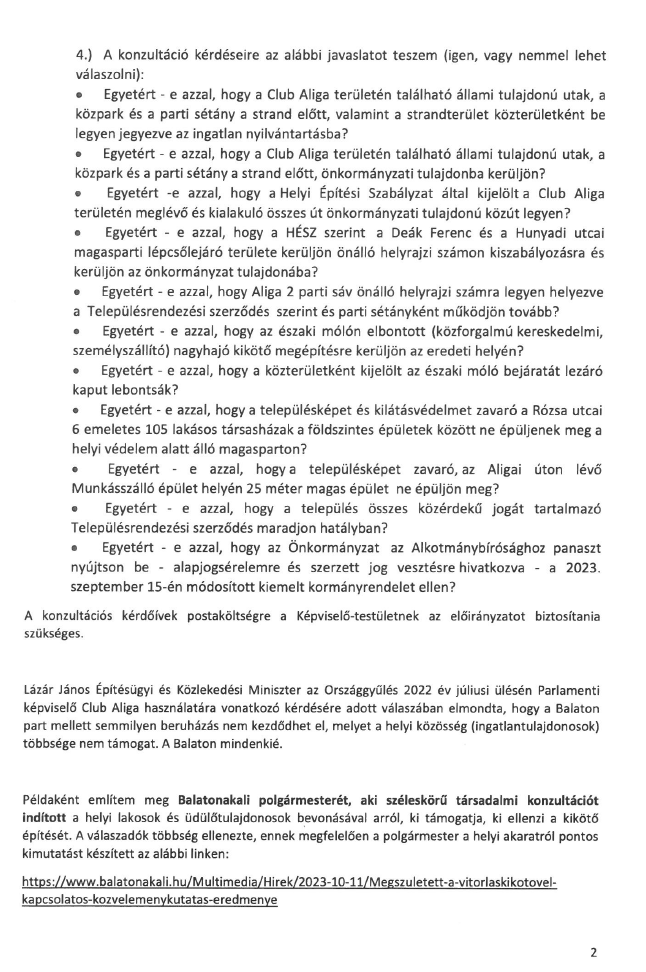 4.) A konzultáció kérdéseire az alábbi javaslatot teszem (igen, vagy nemmel lehet
válaszolni):
• Egyetért - e azzal, hogy a Club Aliga területén található állami tulajdonú utak, a
közpark és a parti sétány a strand előtt, valamint a strandterület közterületként be
legyen jegyezve az ingatlan nyilvántartásba?
• Egyetért - e azzal, hogy a Club Aliga területén található állami tulajdonú utak, a
közpark és a parti sétány a strand előtt, önkormányzati tulajdonba kerüljön?
• Egyetért -e azzal, hogy a Helyi Építési Szabályzat által kijelölt a Club Aliga
területén meglévő és kialakuló összes út önkormányzati tulajdonú közút legyen?
• Egyetért - e azzal, hogy a HÉSZ szerint a Deák Ferenc és a Hunyadi utcai
magasparti lépcsőlejáró területe kerüljön önálló helyrajzi számon kiszabályozásra és
kerüljön az önkormányzat tulajdonába?
• Egyetért - e azzal, hogy Aliga 2 parti sáv önálló helyrajzi számra legyen helyezve
a Településrendezési szerződés szerint és parti sétányként működjön tovább?
• Egyetért - e azzal, hogy az északi mólón elbontott (közforgalmú kereskedelmi,
személyszállító) nagyhajó kikötő megépítésre kerüljön az eredeti helyén?
• Egyetért - e azzal, hogy a közterületként kijelölt az északi móló bejáratát lezáró
kaput lebontsák?
• Egyetért - e azzal, hogy a településképet és kilátásvédelmet zavaró a Rózsa utcai
6 emeletes 105 lakásos társasházak a földszintes épületek között ne épüljenek meg a
helyi védelem alatt álló magasparton?
• Egyetért - e azzal, hogy a településképet zavaró, az Aligai úton lévő
Munkásszálló épület helyén 25 méter magas épület ne épüljön meg?
• Egyetért - e azzal, hogy a település összes közérdekű jogát tartalmazó
Településrendezési szerződés maradjon hatályban?
• Egyetért - e azzal, hogy az Önkormányzat az Alkotmánybírósághoz panaszt
nyújtson be - alapjogsérelemre és szerzett jog vesztésre hivatkozva - a 2023.
szeptember 15-én módosított kiemelt kormányrendelet ellen?
A konzultációs kérdőívek postaköltségre a Képviselő-testületnek az előirányzatot biztosítania
szükséges.
Lázár János Építésügyi és Közlekedési Miniszter az Országgyűlés 2022 év júliusi ülésén Parlamenti
képviselő Club Aliga használatára vonatkozó kérdésére adott válaszában elmondta, hogy a Balaton
part mellett semmilyen beruházás nem kezdődhet el, melyet a helyi közösség (ingatlantulajdonosok)
többsége nem támogat. A Balaton mindenkié.
Példaként említem meg Balatonakali polgármesterét, aki széleskörű társadalmi konzultációt
indított a helyi lakosok és üdülőtulajdonosok bevonásával arról, ki támogatja, ki ellenzi a kikötő
építését. A válaszadók többség ellenezte, ennek megfelelően a polgármester a helyi akaratról pontos
kimutatást készített az alábbi linken:
https://www.balatonakali.hu/Multimedia/Hirek/2023-10-11/Megszuletett-a-vitorlaskikotovel-
kapcsolatos-kozvelemenykutatas-eredmenye
2